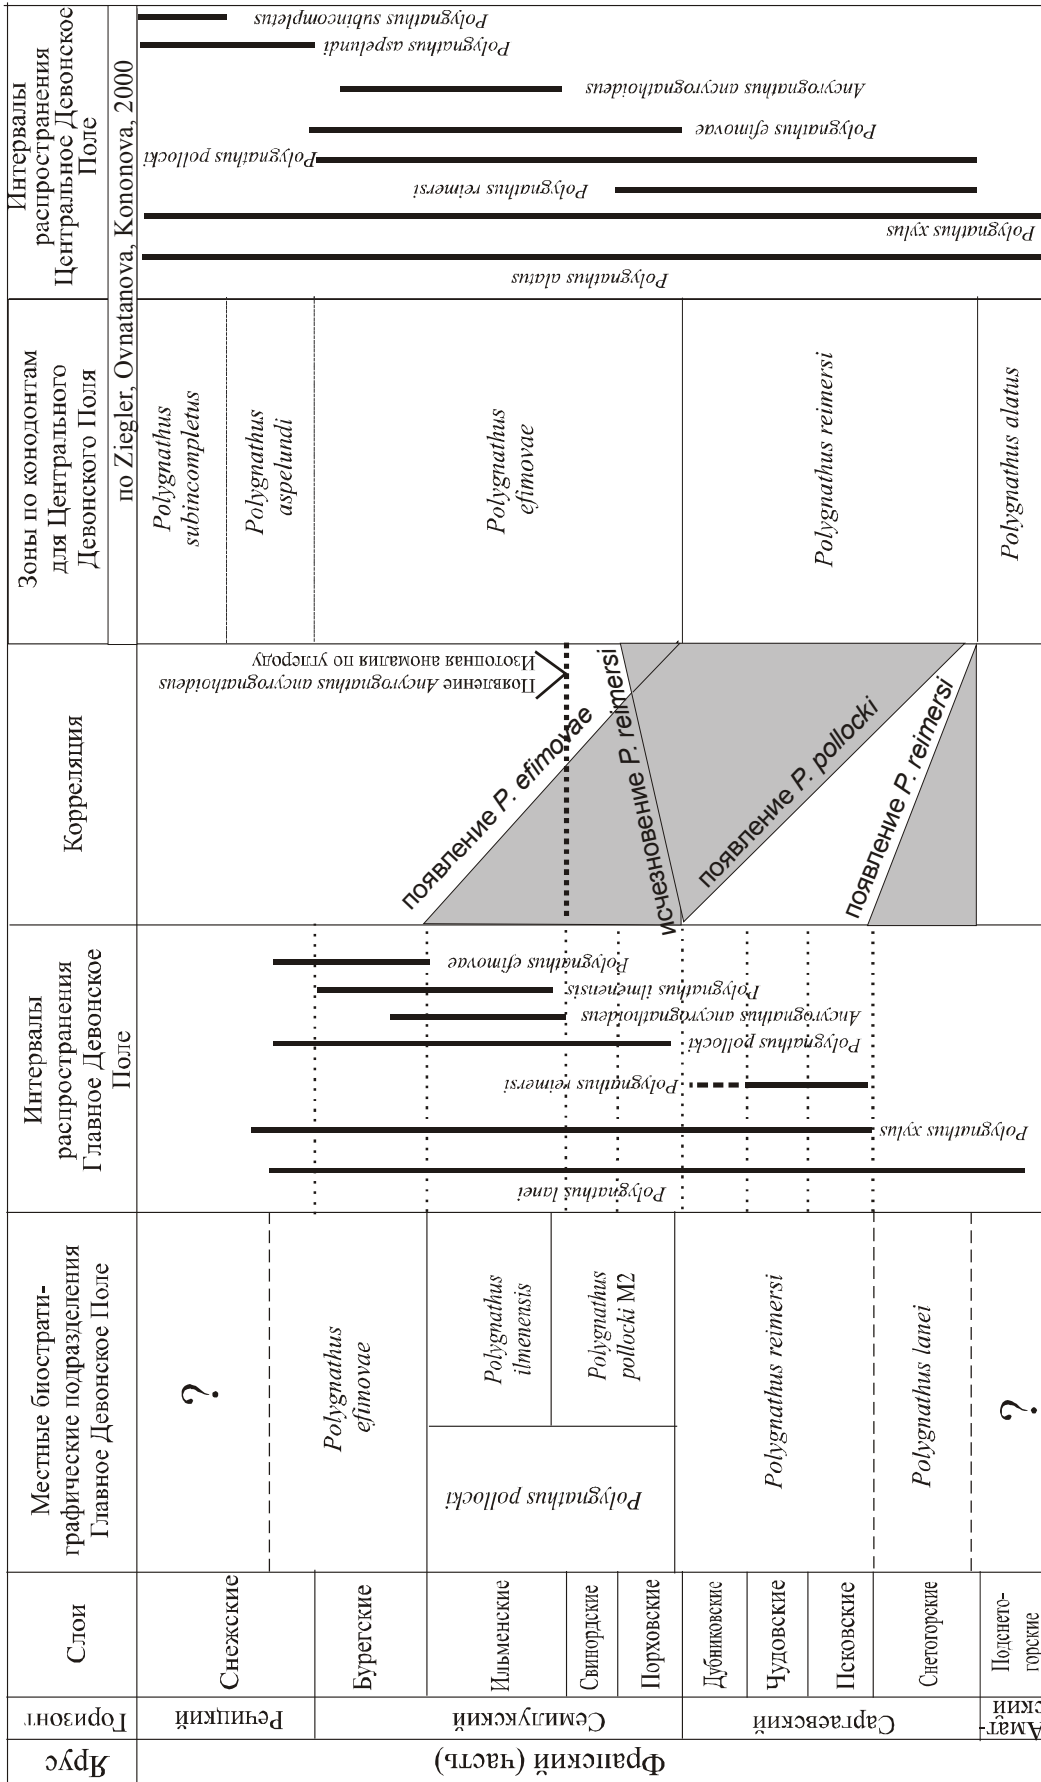 Ярус
Франский (часть)
Горизонт
Речицкий
Семилукский
Саргаевский
Амат-
ский
Слои
Снежские
Бурегские
Ильменские
Свинордские
Порховские
Дубниковские
Чудовские
Псковские
Снетогорские
Подснето-
горские
Местные биострати-
графические подразделения
Главное Девонское Поле
?
Polygnathus
efimovae
Polygnathus pollocki
Polygnathus
ilmenensis
Polygnathus
pollocki M2
Polygnathus reimersi
Polygnathus lanei
?
Интервалы
распространения
Главное Девонское
Поле
Polygnathus lanei
Polygnathus xylus
Polygnathus reimersi
Polygnathus pollocki
Ancyrognathus ancyrognathoideus
Polygnathus ilmenensis
Polygnathus efimovae
Корреляция
появление P. efimovae
исчезновение P. reimersi
появление P. pollocki
появление P. reimersi
Появление Ancyrognathus ancyrognathoideus
Изотопная аномалия по углероду
Зоны по конодонтам
для Центрального
Девонского Поля
по Ziegler, Ovnatanova, Kononova, 2000
Polygnathus
subincompletus
Polygnathus
aspelundi
Polygnathus
efimovae
Polygnathus reimersi
Polygnathus alatus
Интервалы
распространения
Центральное Девонское
Поле
Polygnathus alatus
Polygnathus xylus
Polygnathus reimersi
Polygnathus pollocki
Polygnathus efimovae
Ancyrognathus ancyrognathoideus
Polygnathus aspelundi
Polygnathus subincompletus